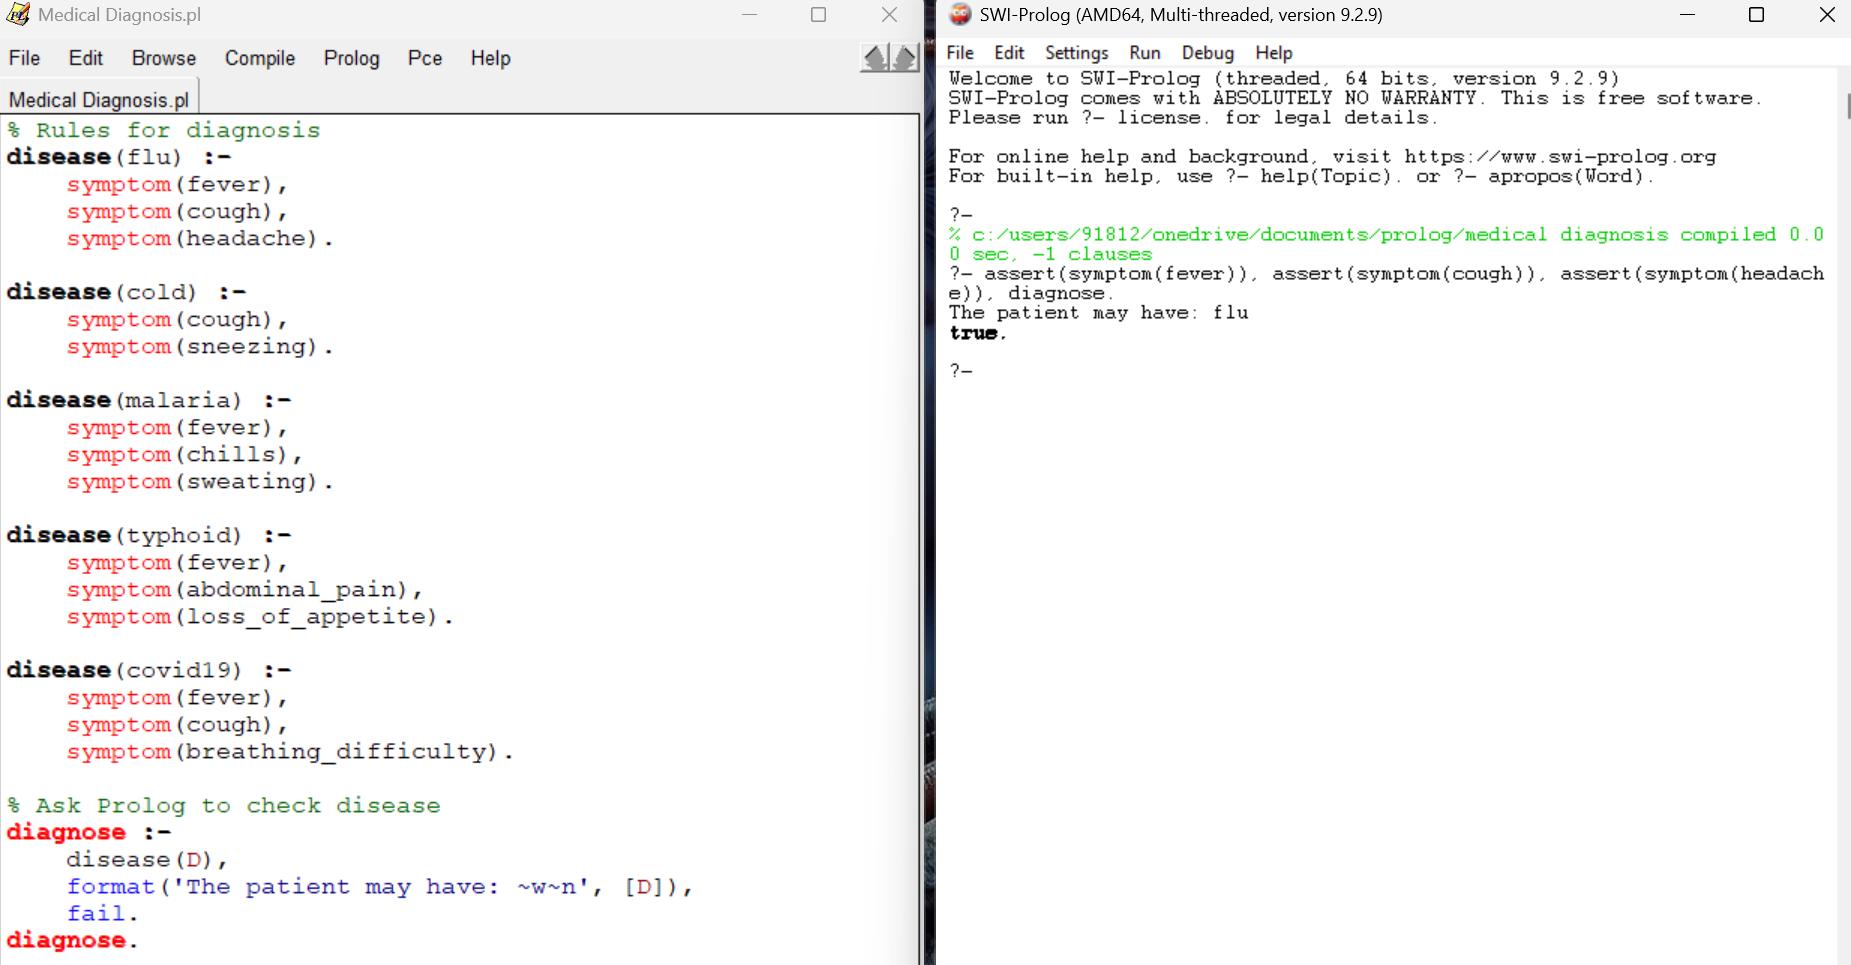 Medical Diagnosis.pl
File Edit Browse Compile Prolog Pce Help
Medical Diagnosis.pl
% Rules for diagnosis
disease(flu) :-
    symptom(fever),
    symptom(cough),
    symptom(headache).

disease(cold) :-
    symptom(cough),
    symptom(sneezing).

disease(malaria) :-
    symptom(fever),
    symptom(chills),
    symptom(sweating).

disease(typhoid) :-
    symptom(fever),
    symptom(abdominal_pain),
    symptom(loss_of_appetite).

disease(covid19) :-
    symptom(fever),
    symptom(cough),
    symptom(breathing_difficulty).

% Ask Prolog to check disease
diagnose :-
    disease(D),
    format('The patient may have: ~w~n', [D]),
    fail.
diagnose.
SWI-Prolog (AMD64, Multi-threaded, version 9.2.9)
File Edit Settings Run Debug Help
Welcome to SWI-Prolog (threaded, 64 bits, version 9.2.9)
SWI-Prolog comes with ABSOLUTELY NO WARRANTY. This is free software.
Please run ?- license. for legal details.

For online help and background, visit https://www.swi-prolog.org
For built-in help, use ?- help(Topic). or ?- apropos(Word).

?-
% c:/users/91812/onedrive/documents/prolog/medical diagnosis compiled 0.0
0 sec, -1 clauses
?- assert(symptom(fever)), assert(symptom(cough)), assert(symptom(headach
e)), diagnose.
The patient may have: flu
true.

?-